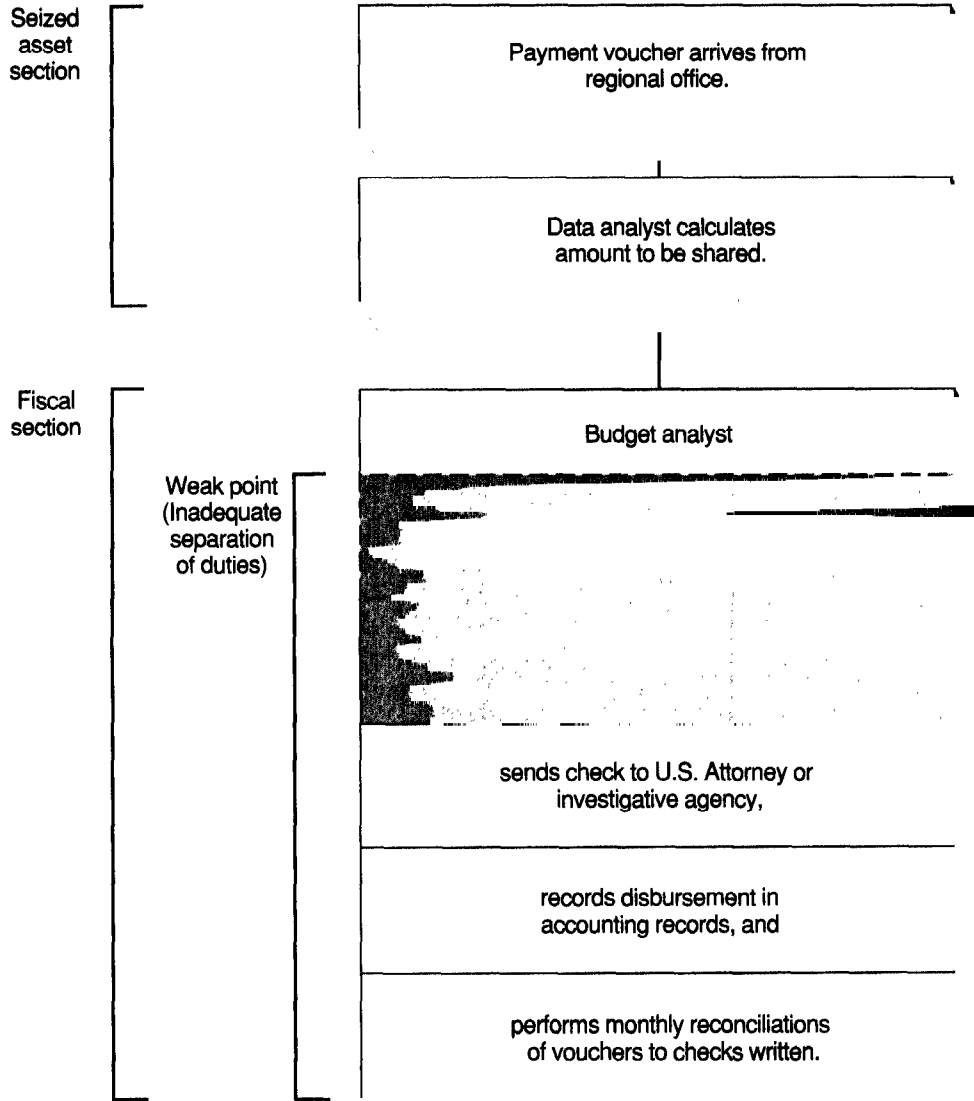 Seized
asset
section
Payment voucher arrives from
regional office.
Data analyst calculates
amount to be shared.
Fiscal
section
Budget analyst
Weak point
(Inadequate
separation
of duties)
sends check to U.S. Attorney or
investigative agency,
records disbursement in
accounting records, and
performs monthly reconciliations
of vouchers to checks written.